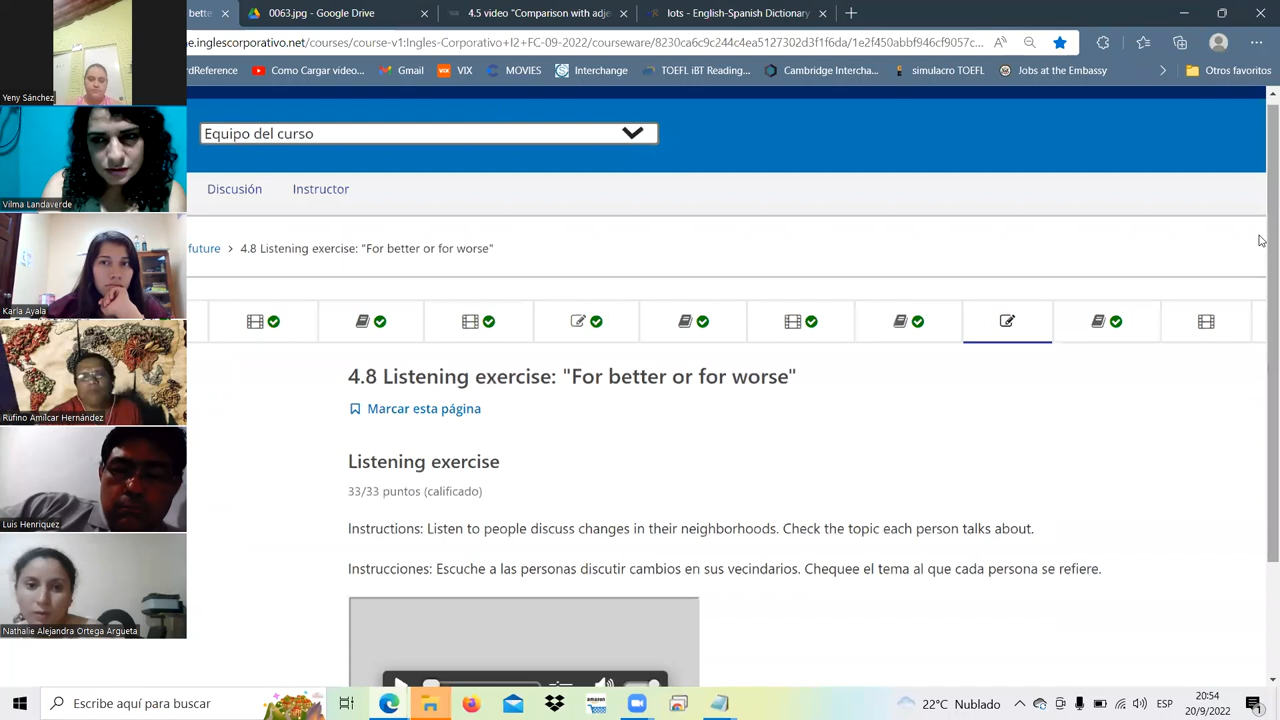 bette
0063.jpg - Google Drive
4.5 video "Comparison with adje
lots - English-Spanish Dictionary
e.inglescorporativo.net/courses/course-v1:Ingles-Corporativo+I2+FC-09-2022/courseware/8230ca6c9c244c4ea5127302d3f1f6da/1e2f450abbf946cf9057c...
rdReference
Como Cargar video...
Gmail
VIX
MOVIES
Interchange
TOEFL iBT Reading...
Cambridge Intercha...
simulacro TOEFL
Jobs at the Embassy
Otros favoritos
Equipo del curso
Discusión
Instructor
future > 4.8 Listening exercise: "For better or for worse"
4.8 Listening exercise: "For better or for worse"
Marcar esta página
Listening exercise
33/33 puntos (calificado)
Instructions: Listen to people discuss changes in their neighborhoods. Check the topic each person talks about.
Instrucciones: Escuche a las personas discutir cambios en sus vecindarios. Chequee el tema al que cada persona se refiere.
Yeny Sánchez
Vilma Landaverde
Karla Ayala
Rufino Amilcar Hernández
Luis Henriquez
Nathalie Alejandra Ortega Argueta
Escribe aquí para buscar
22°C Nublado
ESP
20:54
20/9/2022